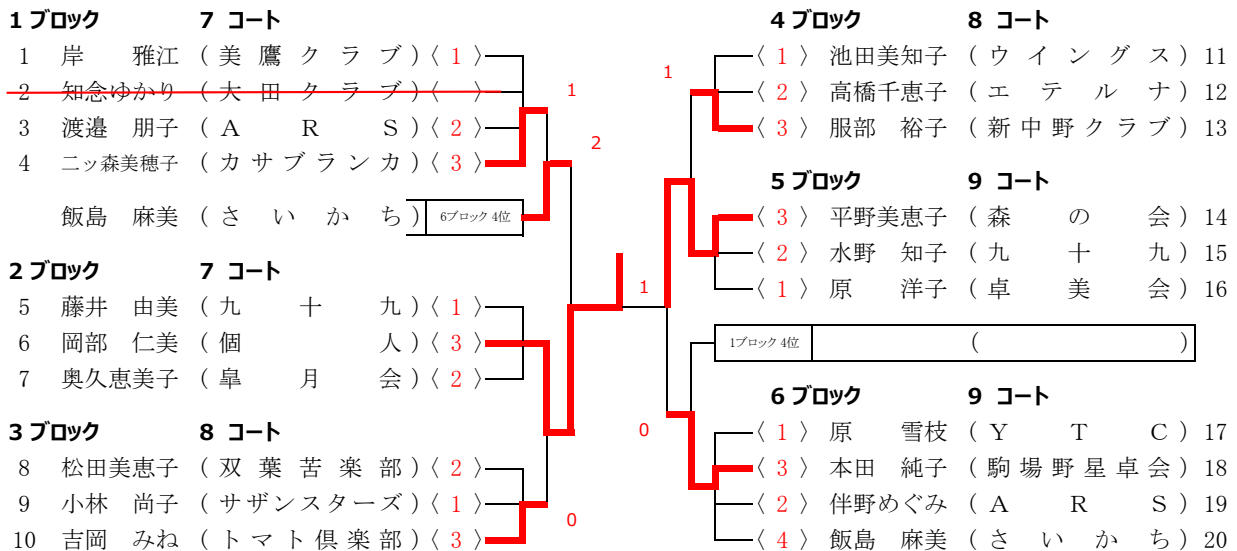 1 ブロック 7 コート
1 岸 雅江 (美鷹クラブ)〈 1 〉
2 知念ゆかり (大田クラブ)〈 〉
3 渡邉 朋子 (A R S)〈 2 〉
4 二ッ森美穂子 (カサブランカ)〈 3 〉
飯島 麻美 (さいかち) 6ブロック 4位
2 ブロック 7 コート
5 藤井 由美 (九十九)〈 1 〉
6 岡部 仁美 (個人)〈 3 〉
7 奥久恵美子 (皐月会)〈 2 〉
3 ブロック 8 コート
8 松田美恵子 (双葉苦楽部)〈 2 〉
9 小林 尚子 (サザンスターズ)〈 1 〉
10 吉岡 みね (トマト倶楽部)〈 3 〉
1
2
0
1
1
0
4 ブロック 8 コート
〈 1 〉 池田美知子 (ウイングス) 11
〈 2 〉 高橋千恵子 (エテルナ) 12
〈 3 〉 服部 裕子 (新中野クラブ) 13
5 ブロック 9 コート
〈 3 〉 平野美恵子 (森の会) 14
〈 2 〉 水野 知子 (九十九) 15
〈 1 〉 原 洋子 (卓美会) 16
1ブロック 4位 ( )
6 ブロック 9 コート
〈 1 〉 原 雪枝 (Y T C) 17
〈 3 〉 本田 純子 (駒場野星卓会) 18
〈 2 〉 伴野めぐみ (A R S) 19
〈 4 〉 飯島 麻美 (さいかち) 20